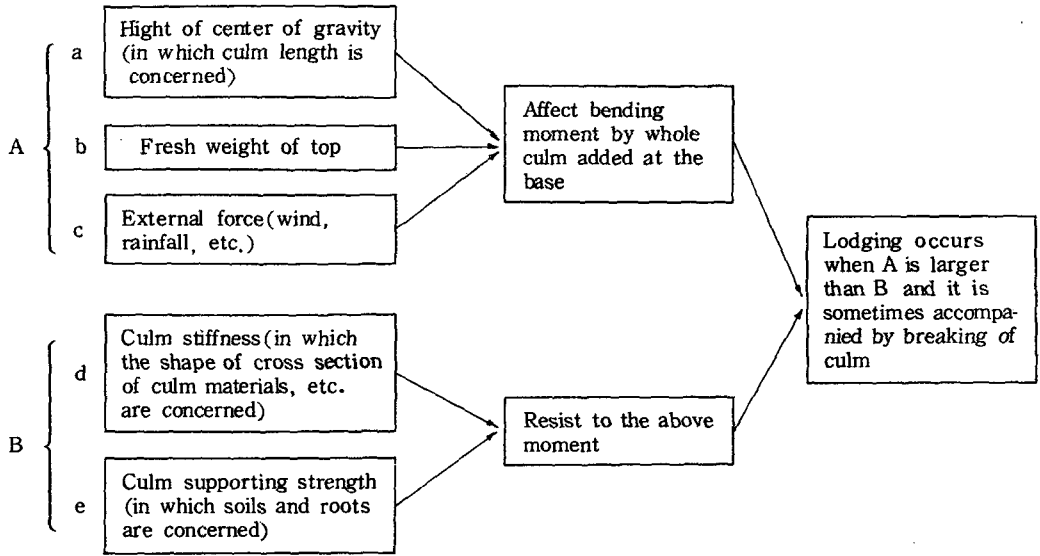 A
a
Hight of center of gravity
(in which culm length is
concerned)
b
Fresh weight of top
c
External force(wind,
rainfall, etc.)
Affect bending
moment by whole
culm added at the
base
B
d
Culm stiffness(in which
the shape of cross section
of culm materials, etc.
are concerned)
e
Culm supporting strength
(in which soils and roots
are concerned)
Resist to the above
moment
Lodging occurs
when A is larger
than B and it is
sometimes accompa-
nied by breaking of
culm